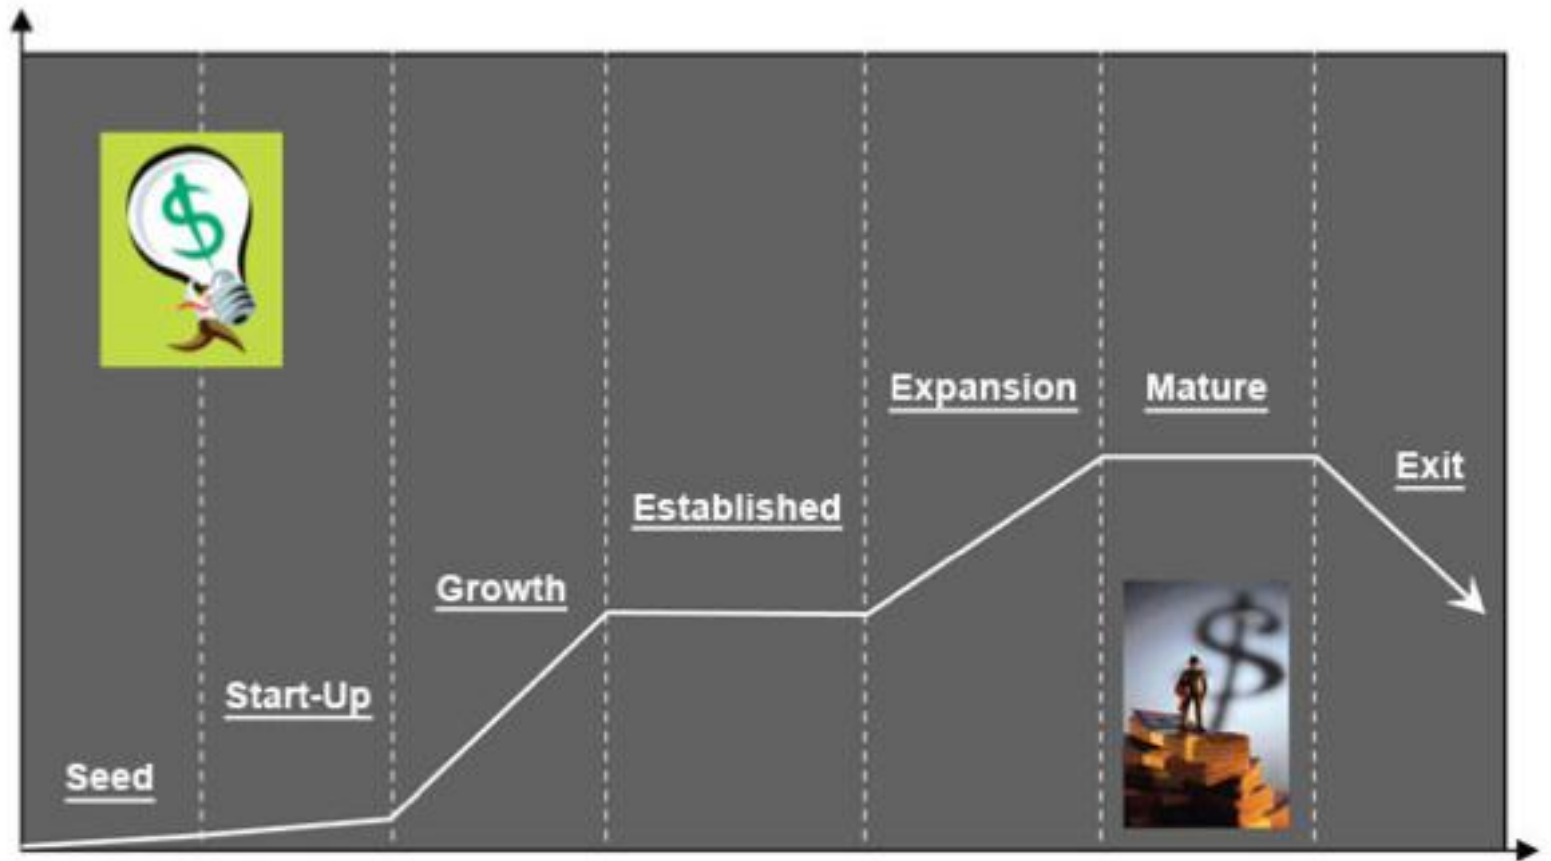 Seed
Start-Up
Growth
Established
Expansion
Mature
Exit
$
$